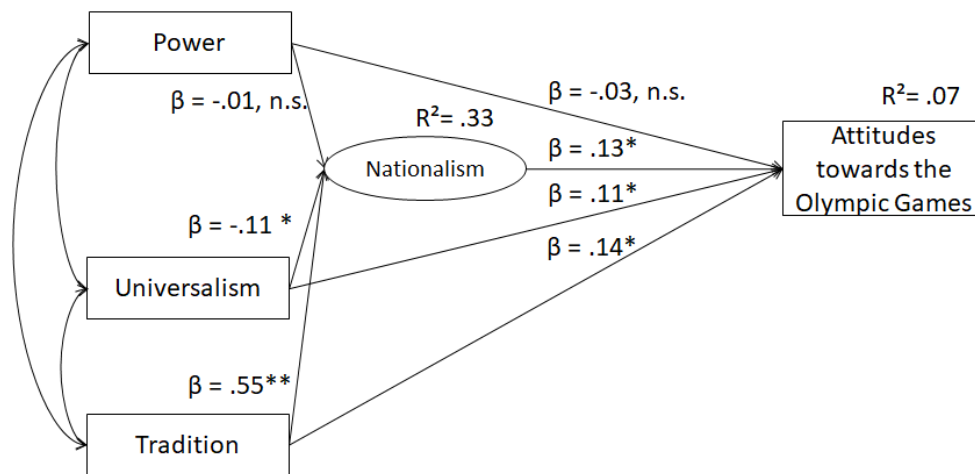 Power
β = -.01, n.s.
β = -.03, n.s.
R²= .07
R²= .33
Attitudes
towards the
Olympic Games
β = .13*
Nationalism
β = .11*
β = -.11 *
β = .14*
Universalism
β = .55**
Tradition